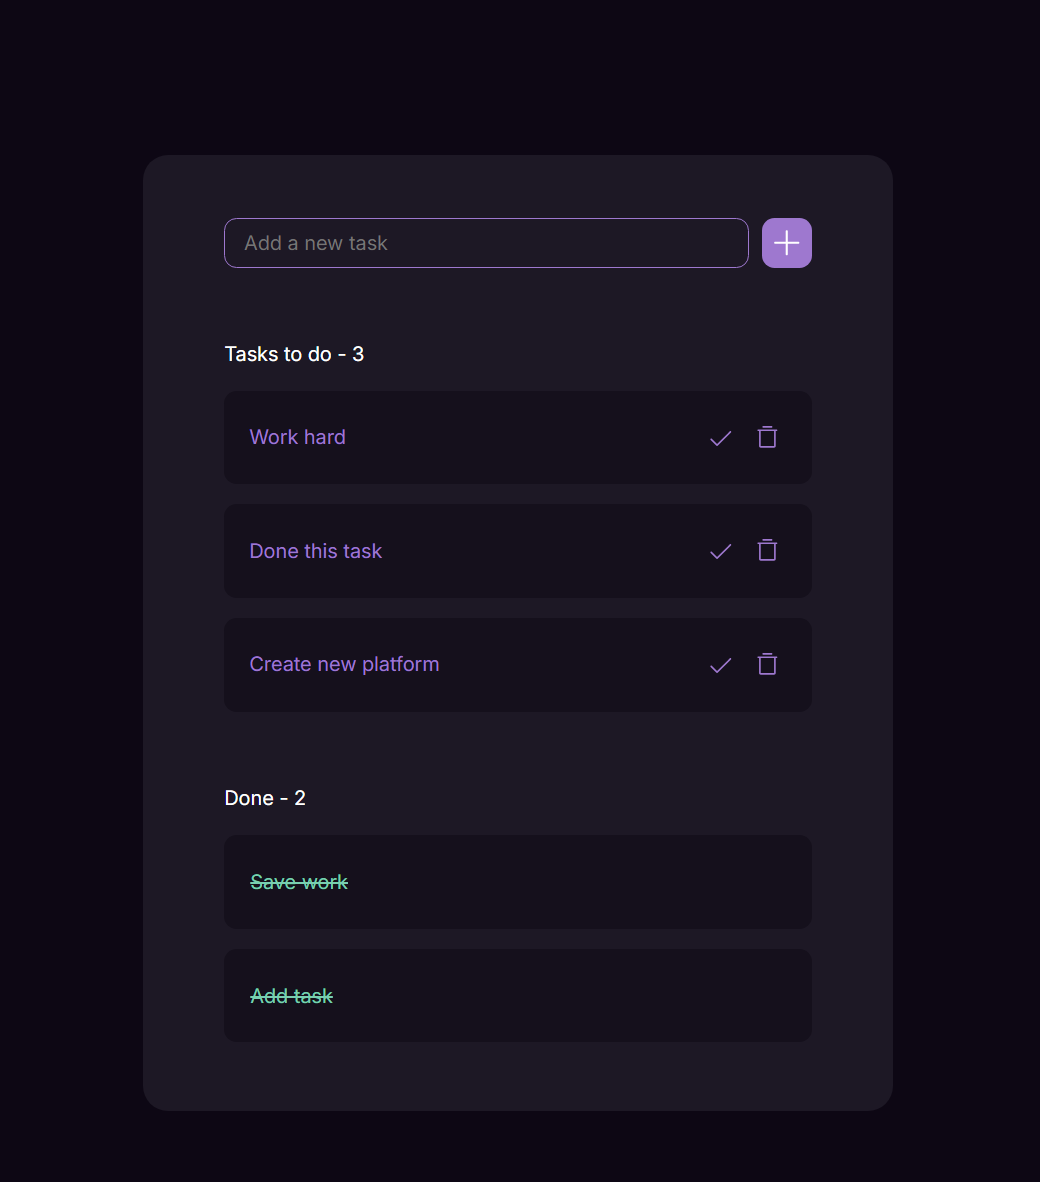 Add a new task
Tasks to do - 3
Work hard
Done this task
Create new platform
Done - 2
Save work
Add task